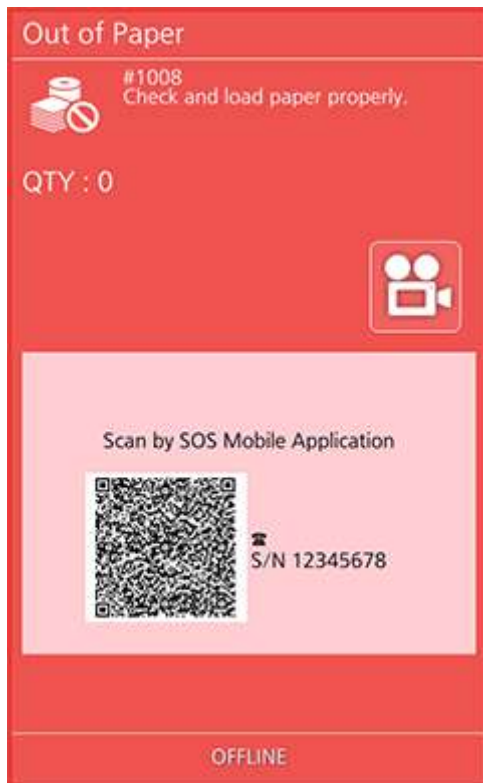 Out of Paper
#1008
Check and load paper properly.
QTY : 0
Scan by SOS Mobile Application
☎
S/N 12345678
OFFLINE